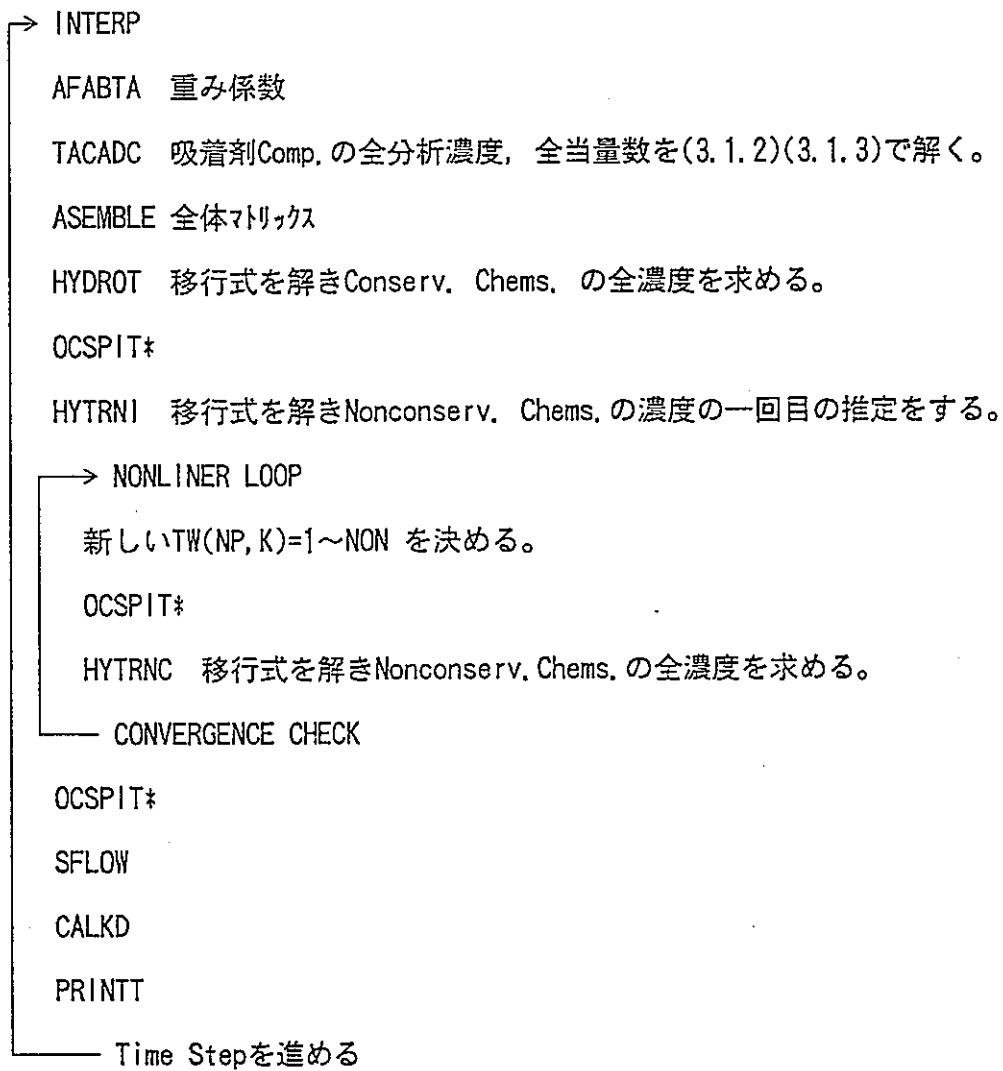 INTERP
AFABTA 重み係数
TACADC 吸着剤Comp.の全分析濃度, 全当量数を(3.1.2)(3.1.3)で解く。
ASEMBLE 全体ﾏﾄﾘｯｸｽ
HYDROT 移行式を解きConserv. Chems. の全濃度を求める。
OCSPIT*
HYTRNI 移行式を解きNonconserv. Chems.の濃度の一回目の推定をする。
NONLINER LOOP
新しいTW(NP,K)=1～NON を決める。
OCSPIT*
HYTRNC 移行式を解きNonconserv.Chems.の全濃度を求める。
CONVERGENCE CHECK
OCSPIT*
SFLOW
CALKD
PRINTT
Time Stepを進める